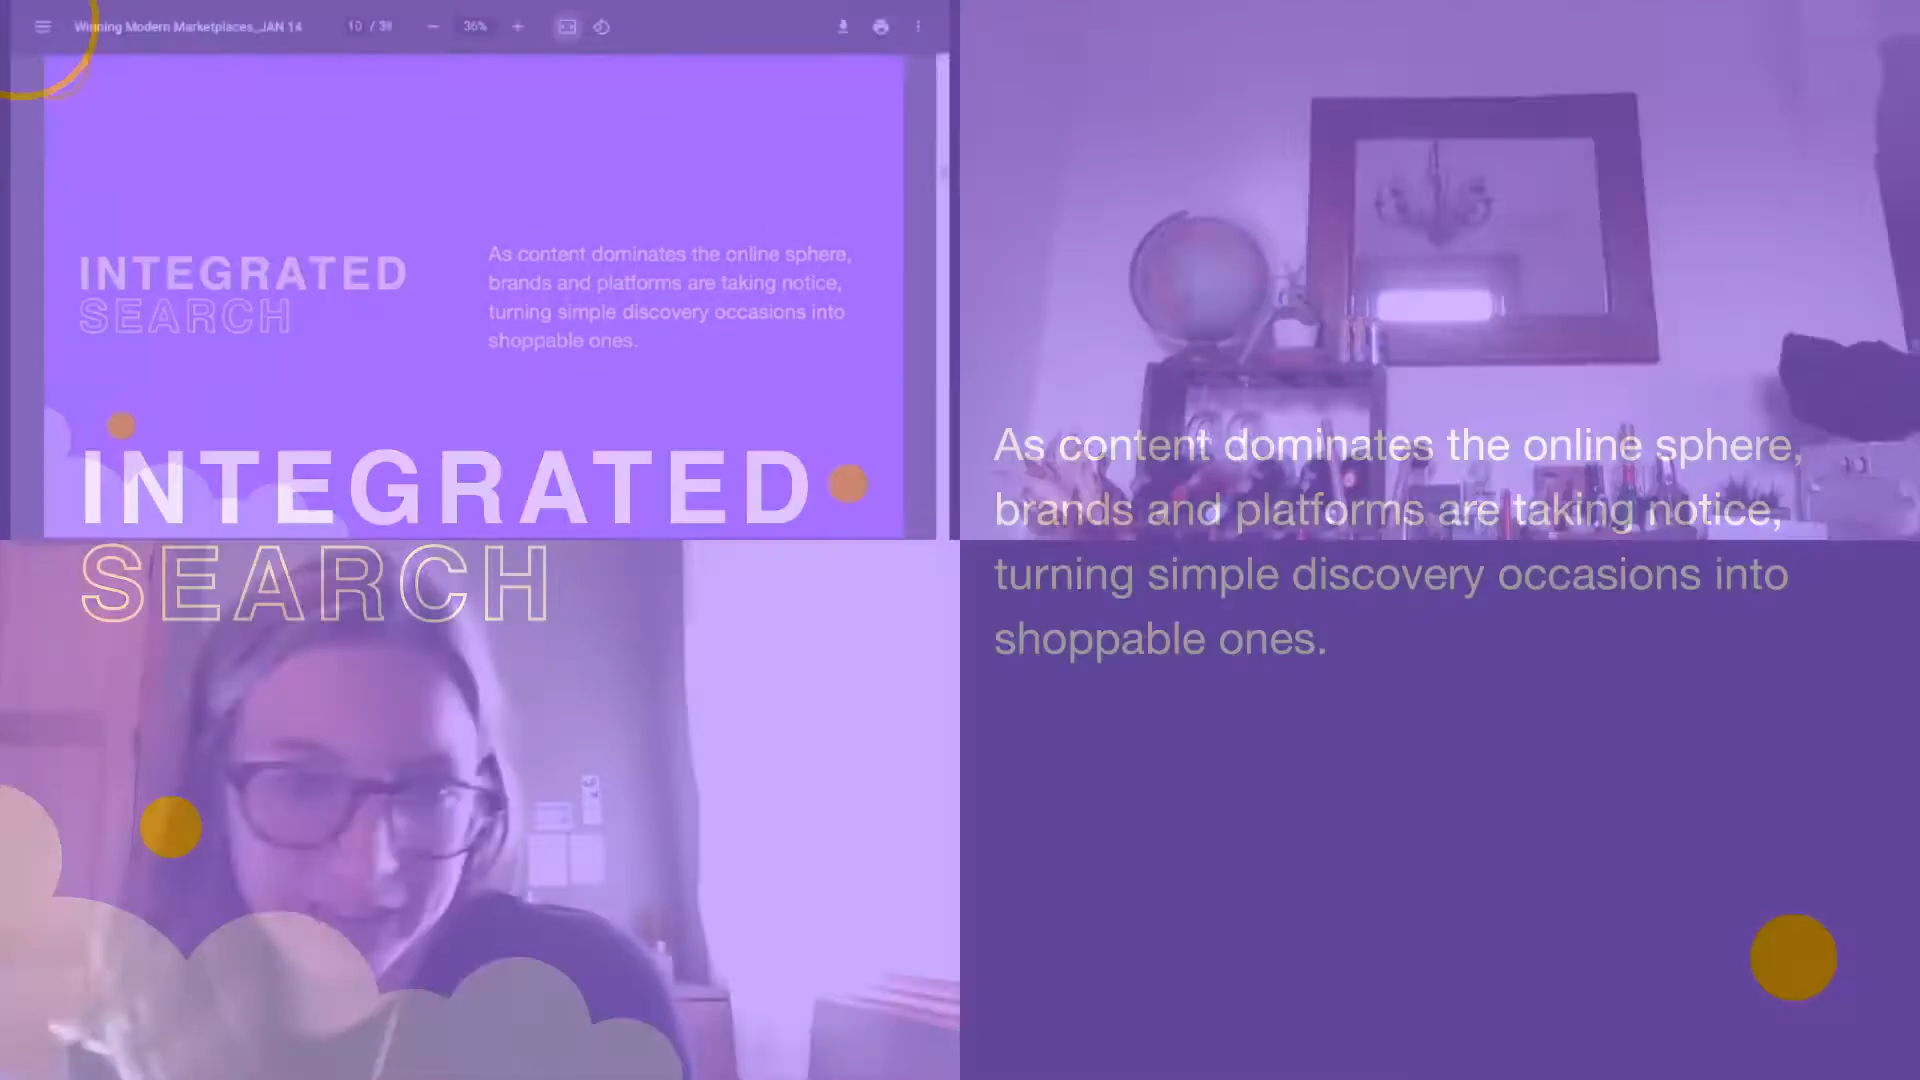 Winning Modern Marketplaces_JAN 14
10 / 39
36%
INTEGRATED
SEARCH
As content dominates the online sphere,
brands and platforms are taking notice,
turning simple discovery occasions into
shoppable ones.
INTEGRATED
SEARCH
As content dominates the online sphere,
brands and platforms are taking notice,
turning simple discovery occasions into
shoppable ones.